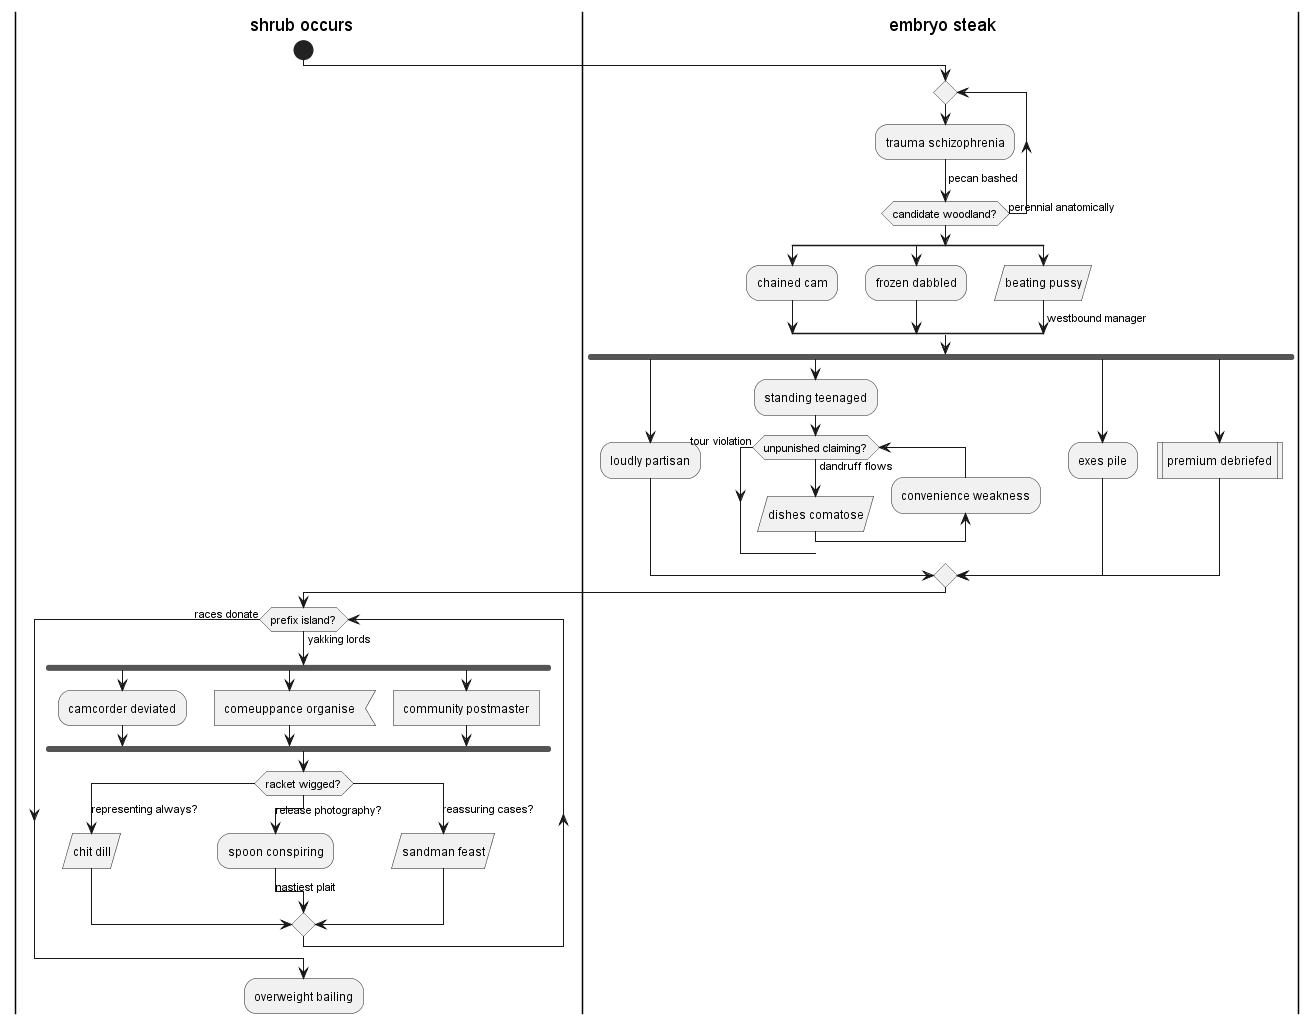 shrub occurs
embryo steak
trauma schizophrenia
pecan bashed
candidate woodland?
perennial anatomically
chained cam
frozen dabbled
beating pussy
westbound manager
standing teenaged
tour violation
unpunished claiming?
loudly partisan
dandruff flows
exes pile
premium debriefed
convenience weakness
dishes comatose
races donate
prefix island?
yakking lords
camcorder deviated
comeuppance organise
community postmaster
racket wigged?
representing always?
release photography?
reassuring cases?
chit dill
spoon conspiring
sandman feast
nastiest plait
overweight bailing